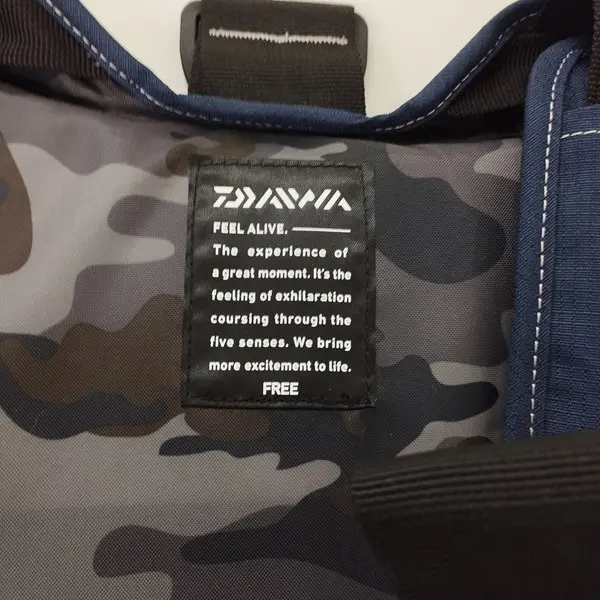 DAIWA
FEEL ALIVE.
The experience of
a great moment. It's the
feeling of exhilaration
coursing through the
five senses. We bring
more excitement to life.
FREE